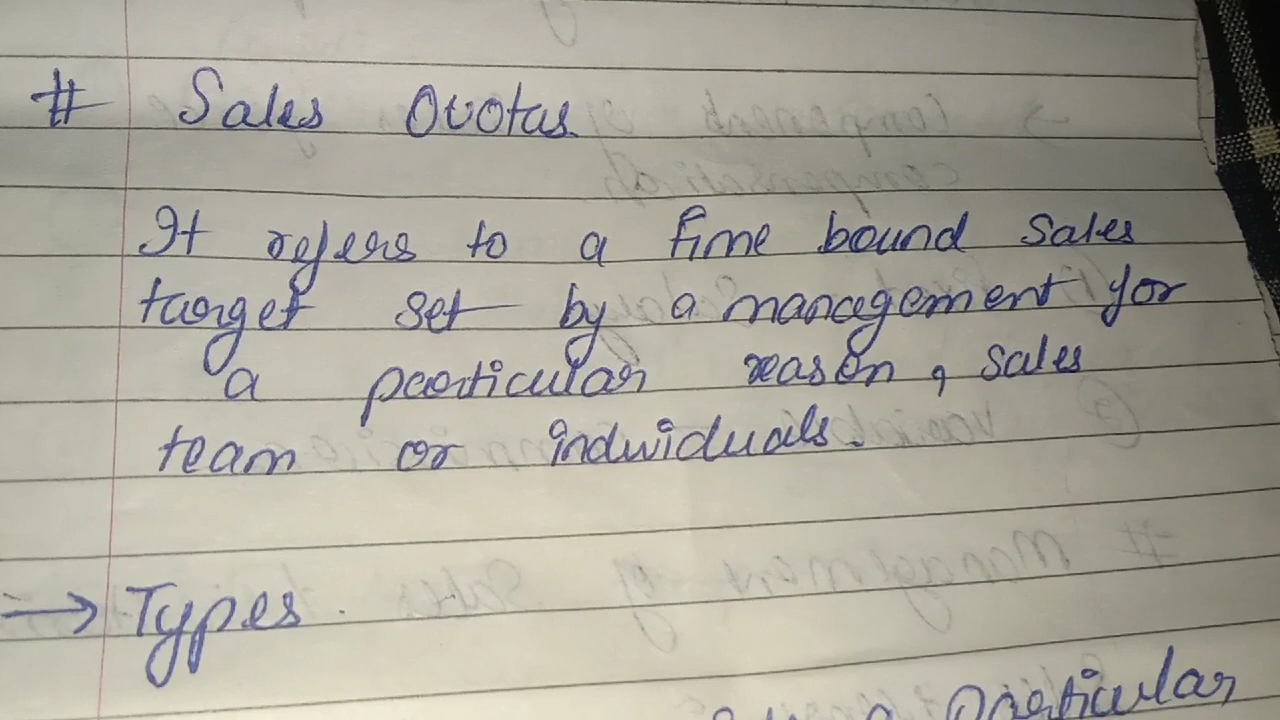 # Sales Quotas
It refers to a time bound sales
target set by a management for
a particular reason, sales
team or individuals.
→ Types.
a particular